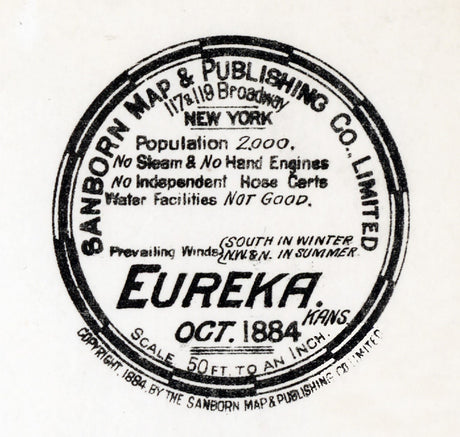 SANBORN MAP & PUBLISHING CO., LIMITED
117 & 119 Broadway
NEW YORK
Population 2,000.
No Steam & No Hand Engines
No Independent Hose Carts
Water Facilities NOT GOOD.
Prevailing Winds { SOUTH IN WINTER
N.W. & N. IN SUMMER
EUREKA.
KANS.
OCT. 1884
SCALE 50 FT. TO AN INCH.
COPYRIGHT, 1884, BY THE SANBORN MAP & PUBLISHING CO. LIMITED